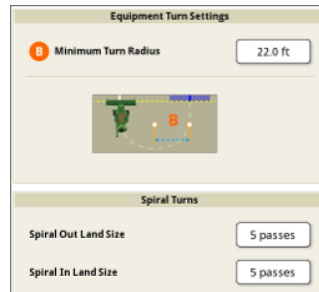 Equipment Turn Settings
B Minimum Turn Radius 22.0 ft
B
Spiral Turns
Spiral Out Land Size 5 passes
Spiral In Land Size 5 passes